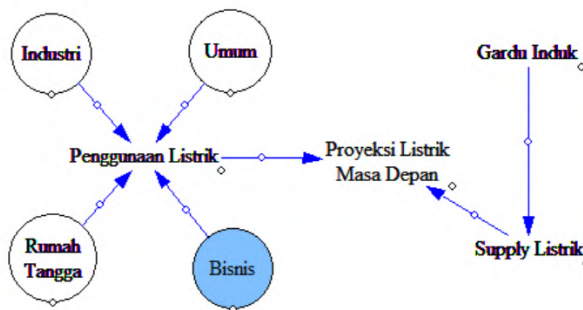 Industri
Umum
Gardu Induk
Penggunaan Listrik
Proyeksi Listrik
Masa Depan
Rumah
Tangga
Bisnis
Supply Listrik